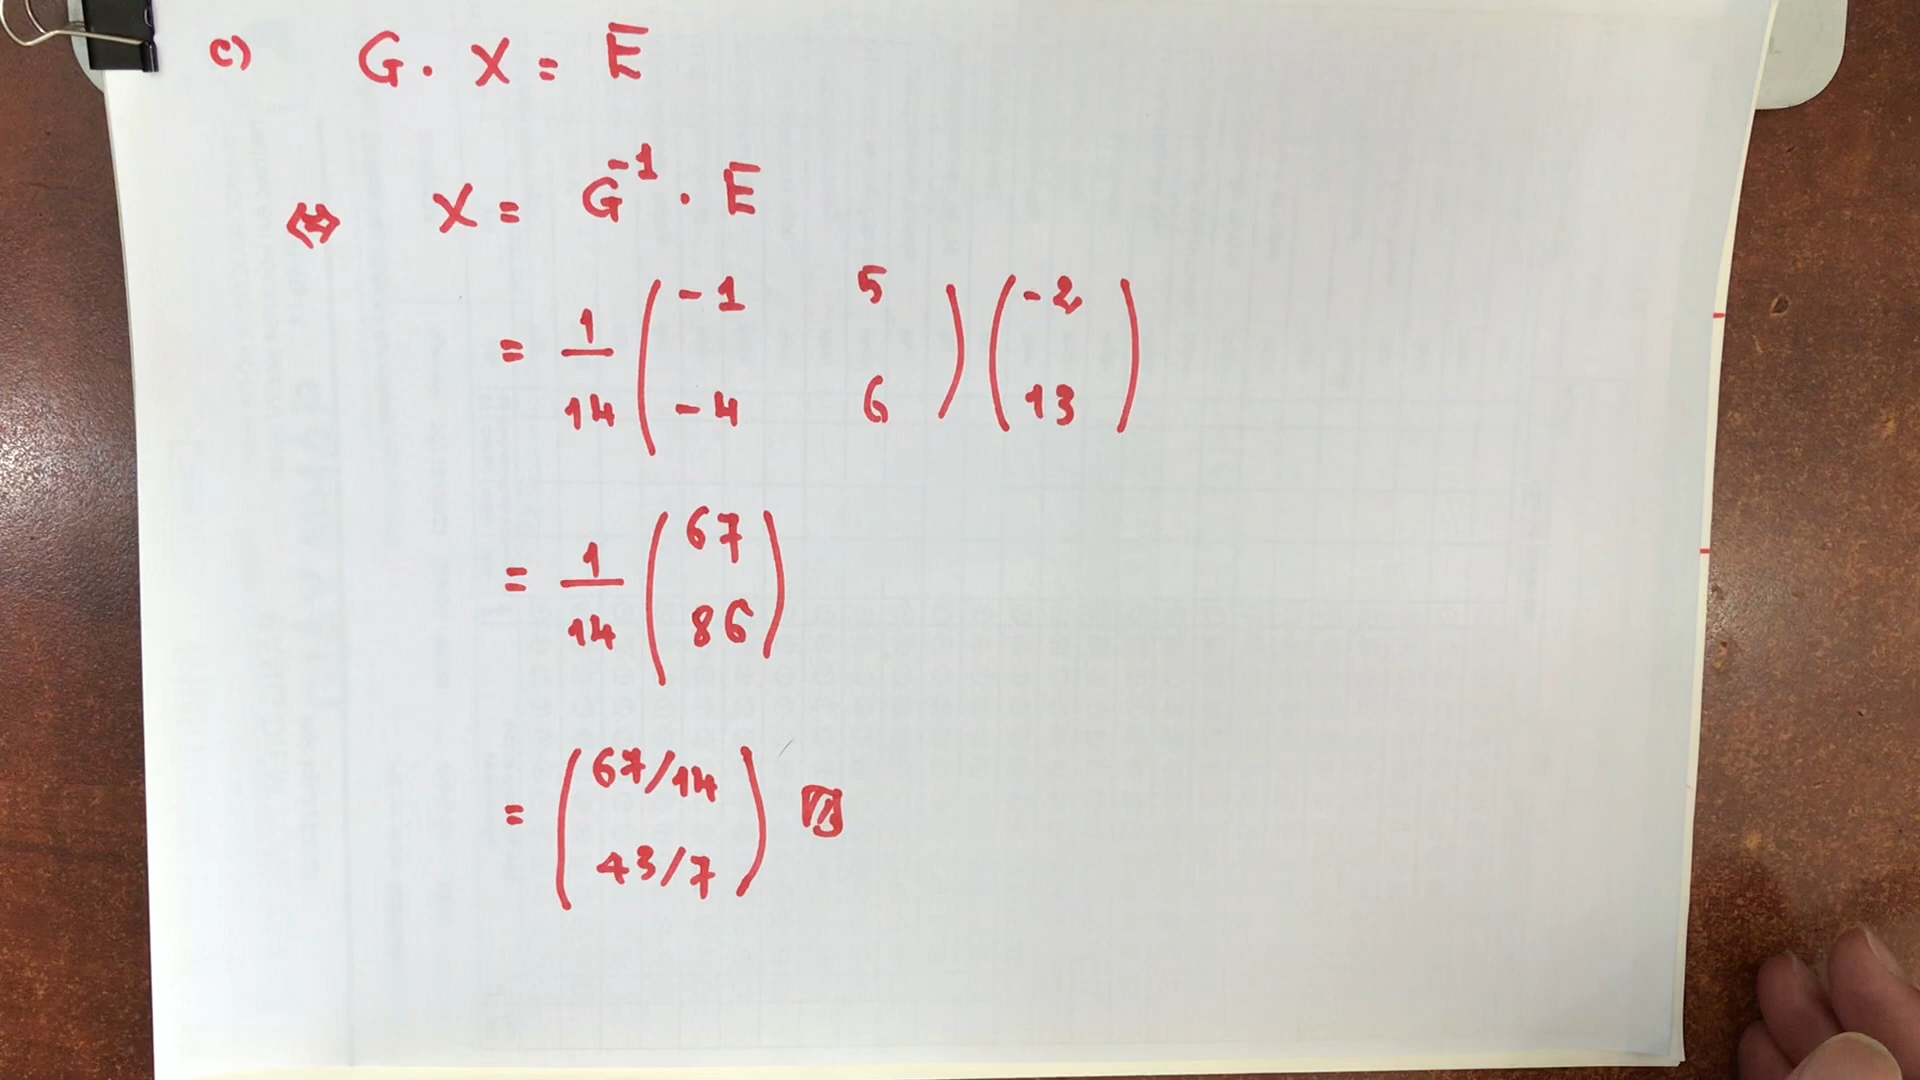 c) G . X = E
⇔ X = G⁻¹ . E
= 1/14 ( -1 5 ; -4 6 ) ( -2 ; 13 )
= 1/14 ( 67 ; 86 )
= ( 67/14 ; 43/7 )